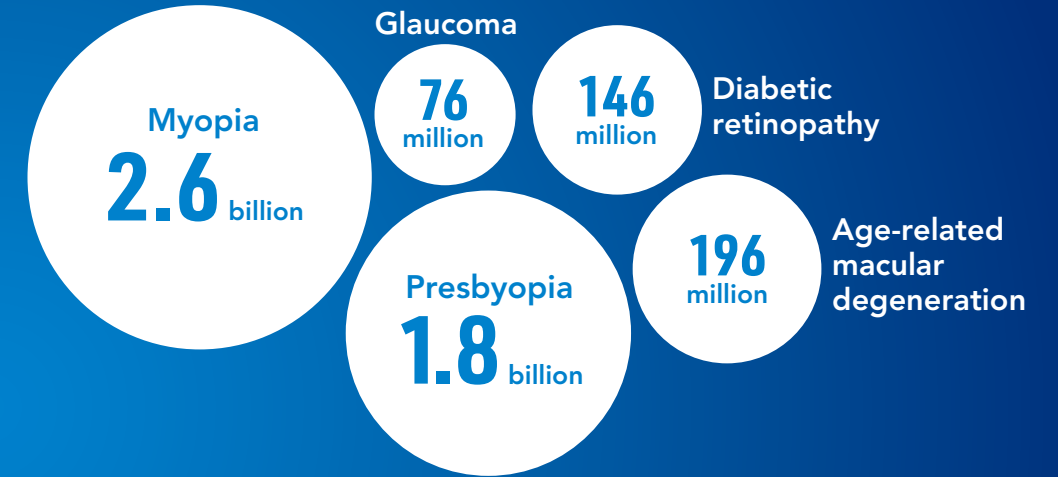 Glaucoma
76
million
146
million
Diabetic
retinopathy
Myopia
2.6 billion
196
million
Age-related
macular
degeneration
Presbyopia
1.8 billion